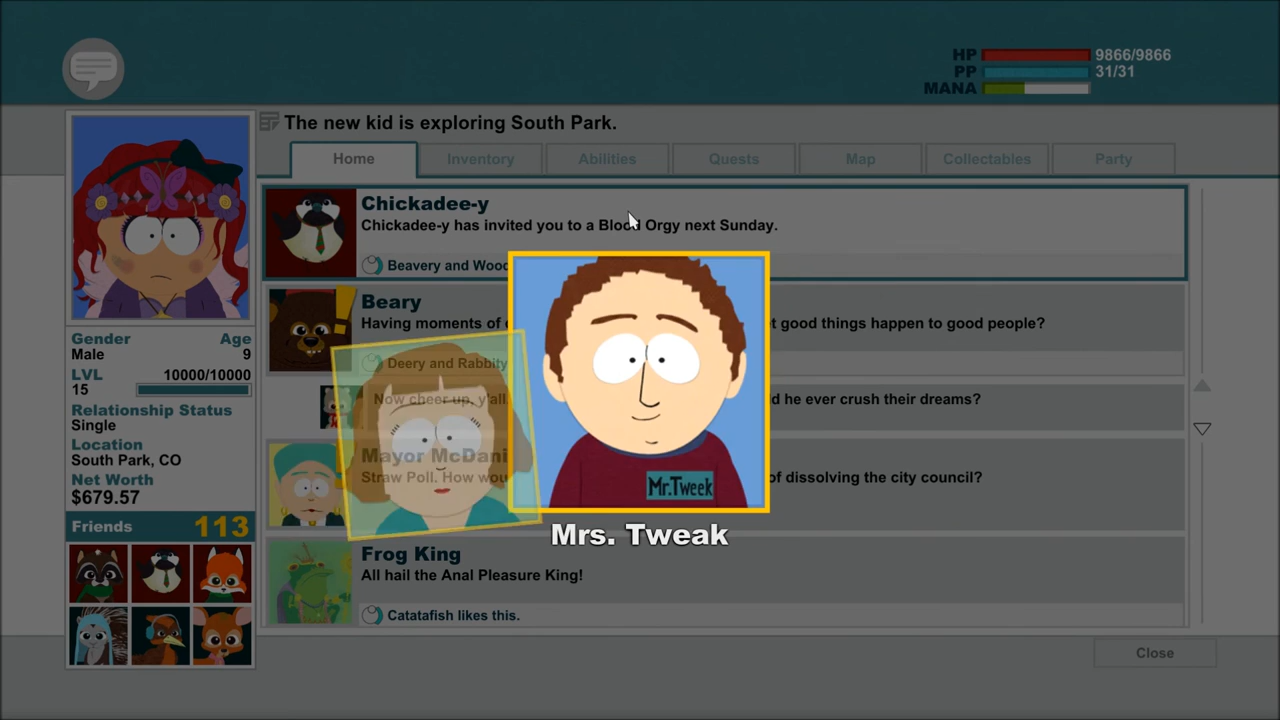 HP 9866/9866
PP 31/31
MANA
The new kid is exploring South Park.
Home Inventory Abilities Quests Map Collectables Party
Chickadee-y
Chickadee-y has invited you to a Blood Orgy next Sunday.
Beavery and Wood
Beary
Having moments of
t good things happen to good people?
Deery and Rabbity
Now cheer up, y'all
d he ever crush their dreams?
Mayor McDani
Straw Poll. How wou
of dissolving the city council?
Frog King
All hail the Anal Pleasure King!
Catatafish likes this.
Gender Age
Male 9
LVL 10000/10000
15
Relationship Status
Single
Location
South Park, CO
Net Worth
$679.57
Friends 113
Mr.Tweek
Mrs. Tweak
Close